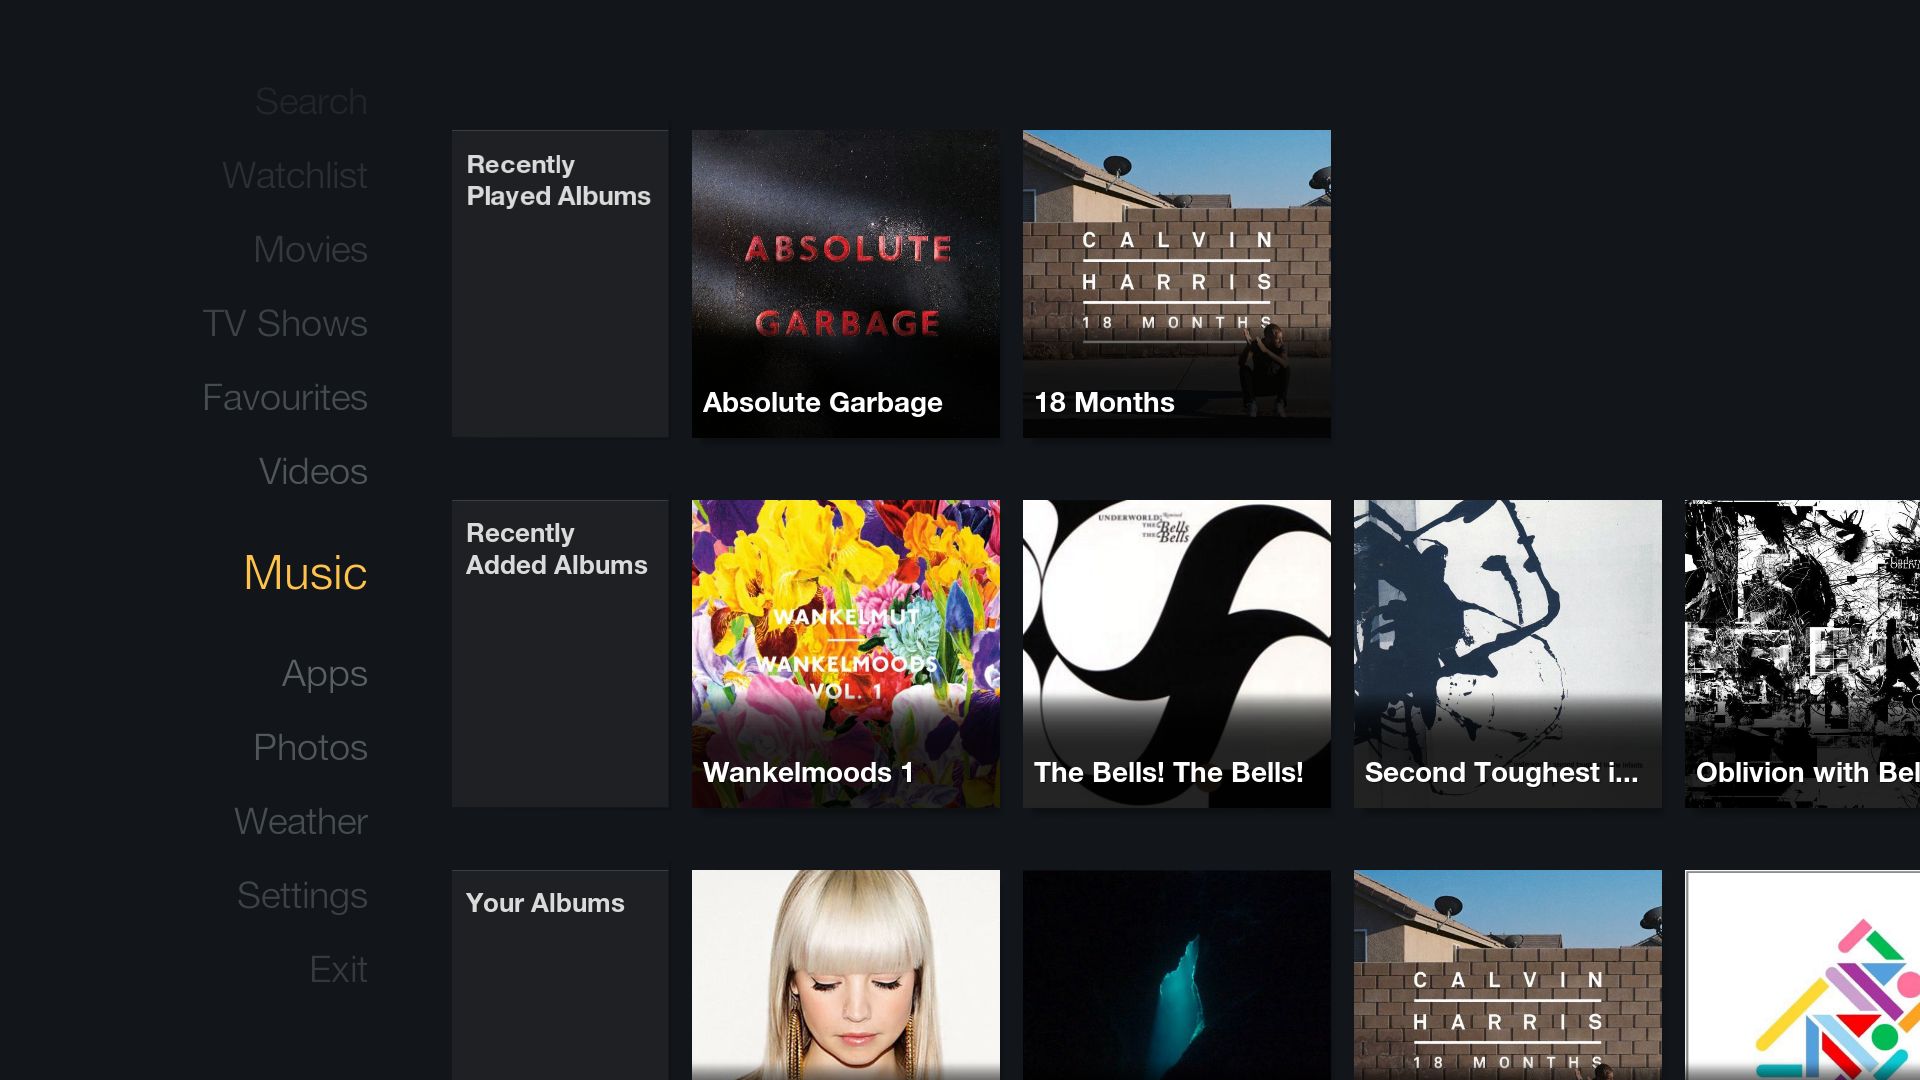 Search
Watchlist
Movies
TV Shows
Favourites
Videos
Music
Apps
Photos
Weather
Settings
Exit
Recently
Played Albums
ABSOLUTE
GARBAGE
Absolute Garbage
CALVIN
HARRIS
18 MONTHS
18 Months
Recently
Added Albums
WANKELMUT
WANKELMOODS
VOL. 1
Wankelmoods 1
UNDERWORLD: Remixed
THE Bells
THE Bells
The Bells! The Bells!
Second Toughest i...
Oblivion with Bel
Your Albums
CALVIN
HARRIS
18 MONTHS